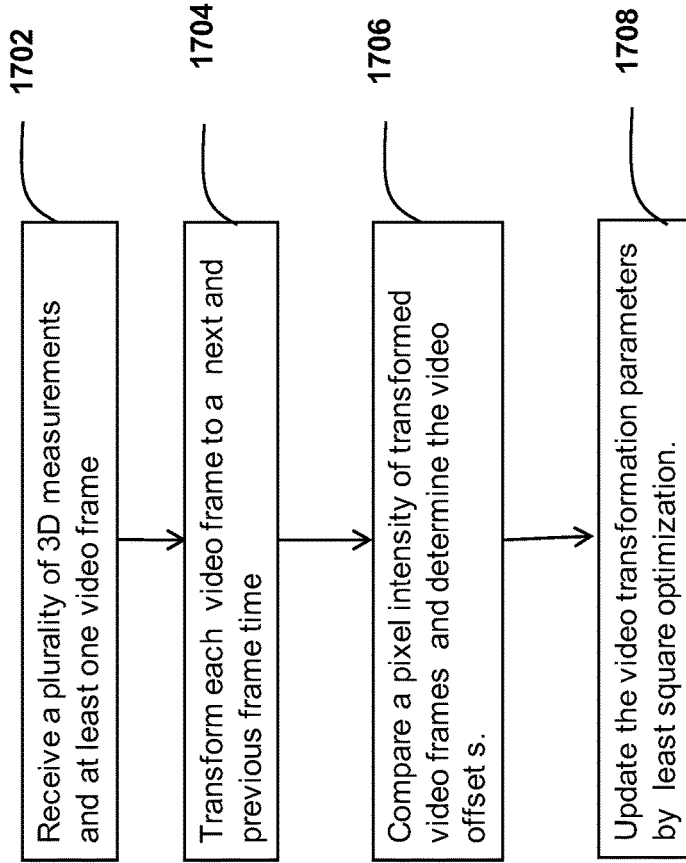 1702
Receive a plurality of 3D measurements
and at least one video frame
1704
Transform each video frame to a next and
previous frame time
1706
Compare a pixel intensity of transformed
video frames and determine the video
offset s.
1708
Update the video transformation parameters
by least square optimization.